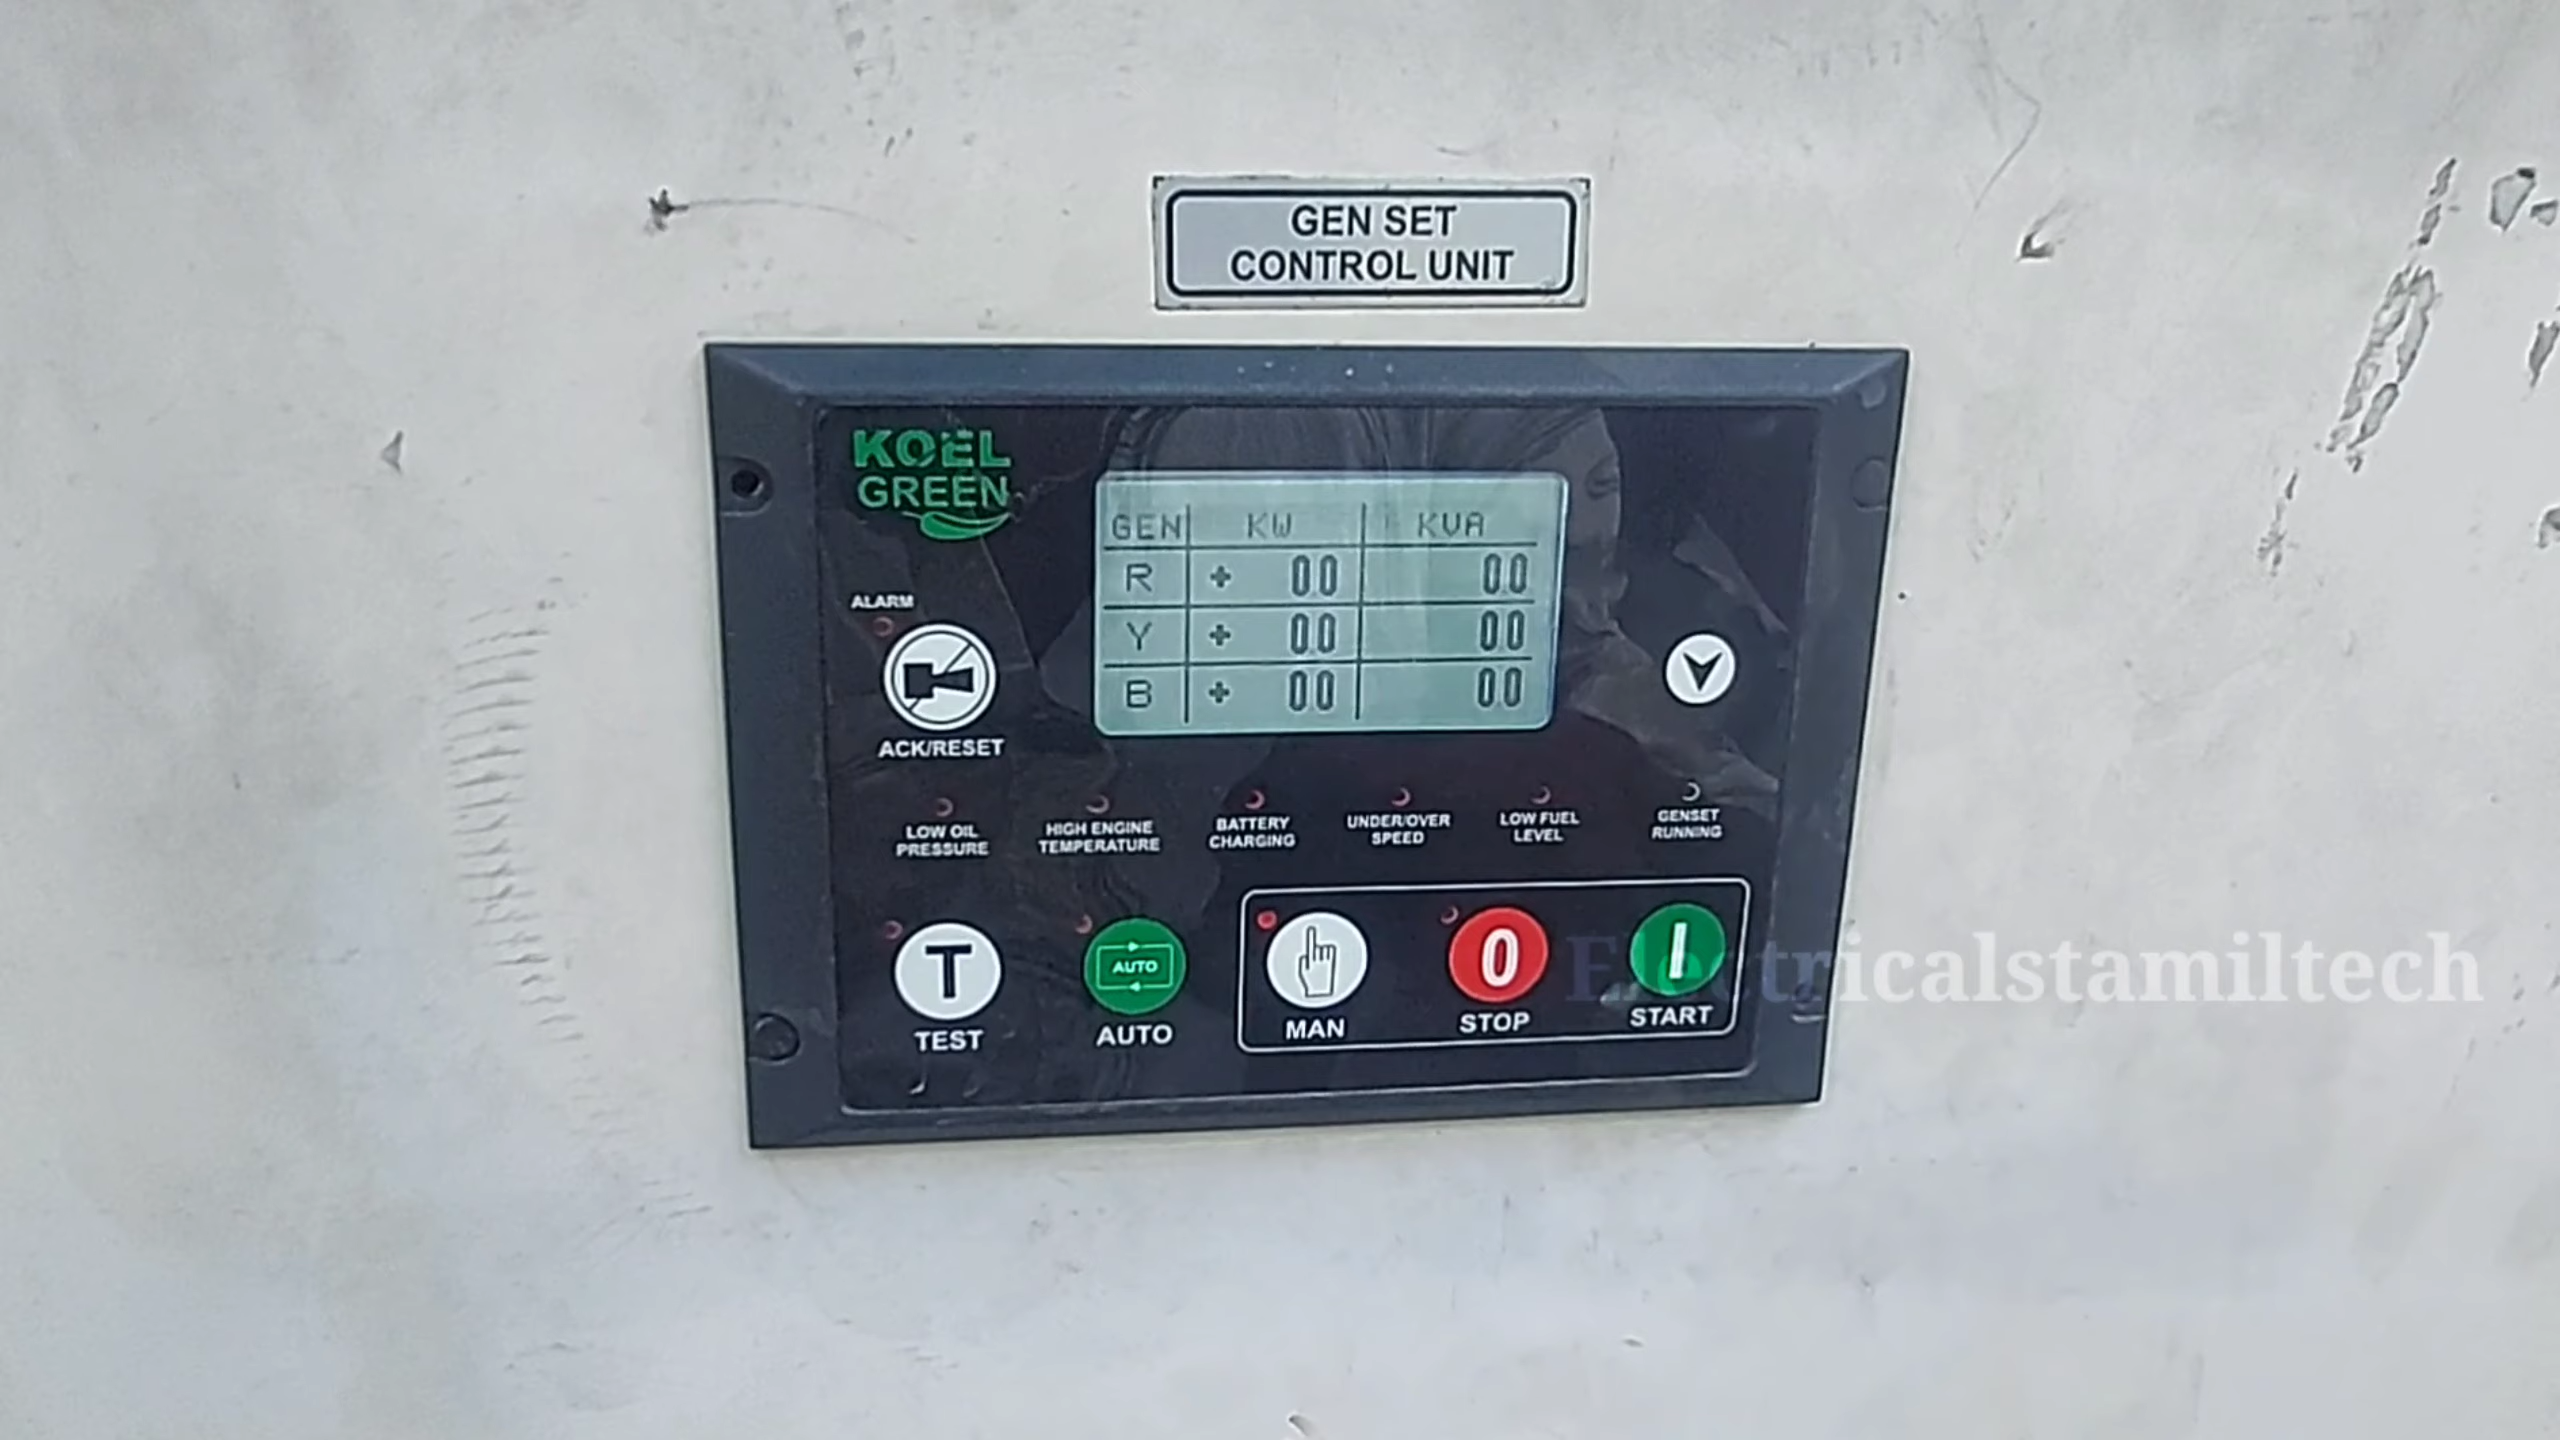 GEN SET
CONTROL UNIT
KOEL
GREEN
GEN KW KVA
R + 0.0 0.0
Y + 0.0 0.0
B + 0.0 0.0
ALARM
ACK/RESET
LOW OIL
PRESSURE
HIGH ENGINE
TEMPERATURE
BATTERY
CHARGING
UNDER/OVER
SPEED
LOW FUEL
LEVEL
GENSET
RUNNING
T
TEST
AUTO
AUTO
MAN
0
STOP
I
START
Electricalstamiltech